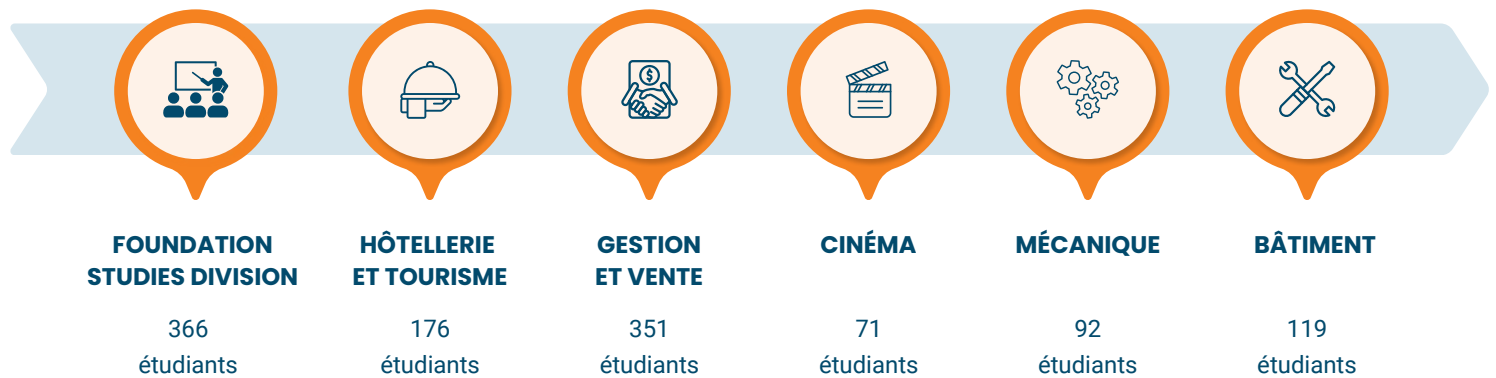 FOUNDATION
STUDIES DIVISION
366
étudiants
HÔTELLERIE
ET TOURISME
176
étudiants
$
GESTION
ET VENTE
351
étudiants
CINÉMA
71
étudiants
MÉCANIQUE
92
étudiants
BÂTIMENT
119
étudiants